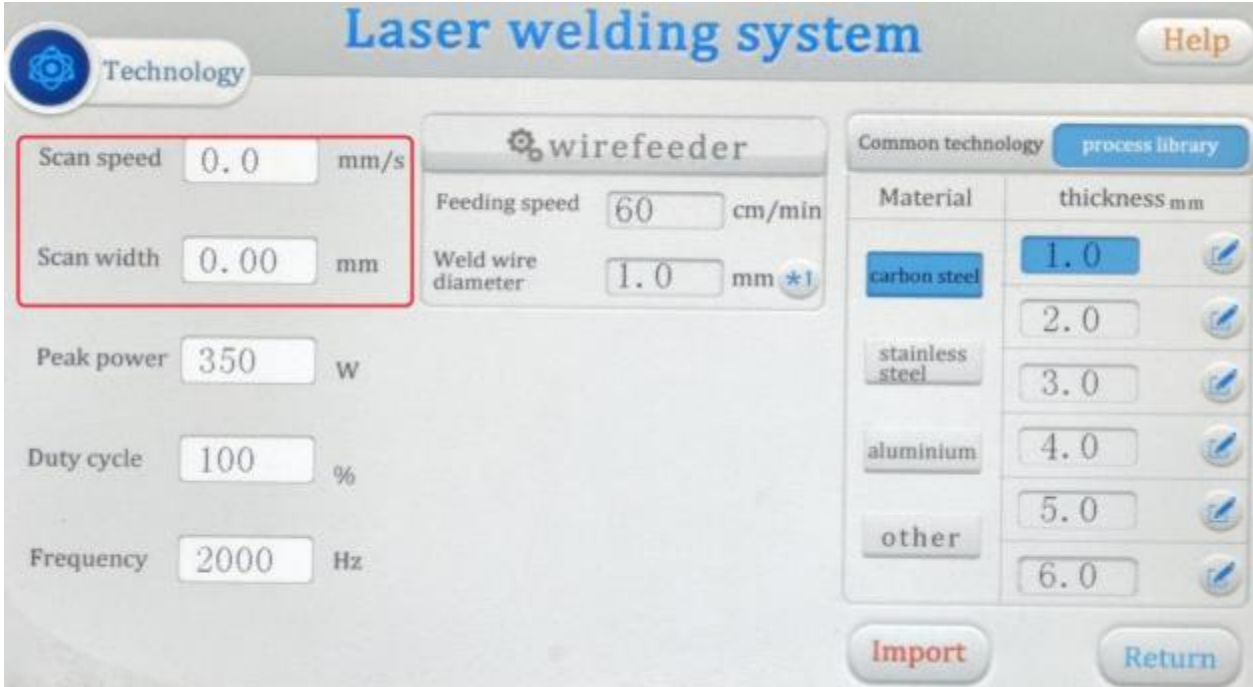 Laser welding system
Technology
Help
Scan speed 0.0 mm/s
Scan width 0.00 mm
Peak power 350 W
Duty cycle 100 %
Frequency 2000 Hz
wirefeeder
Feeding speed 60 cm/min
Weld wire
diameter 1.0 mm *1
Common technology process library
Material thickness mm
carbon steel
stainless
steel
aluminium
other
1.0
2.0
3.0
4.0
5.0
6.0
Import
Return